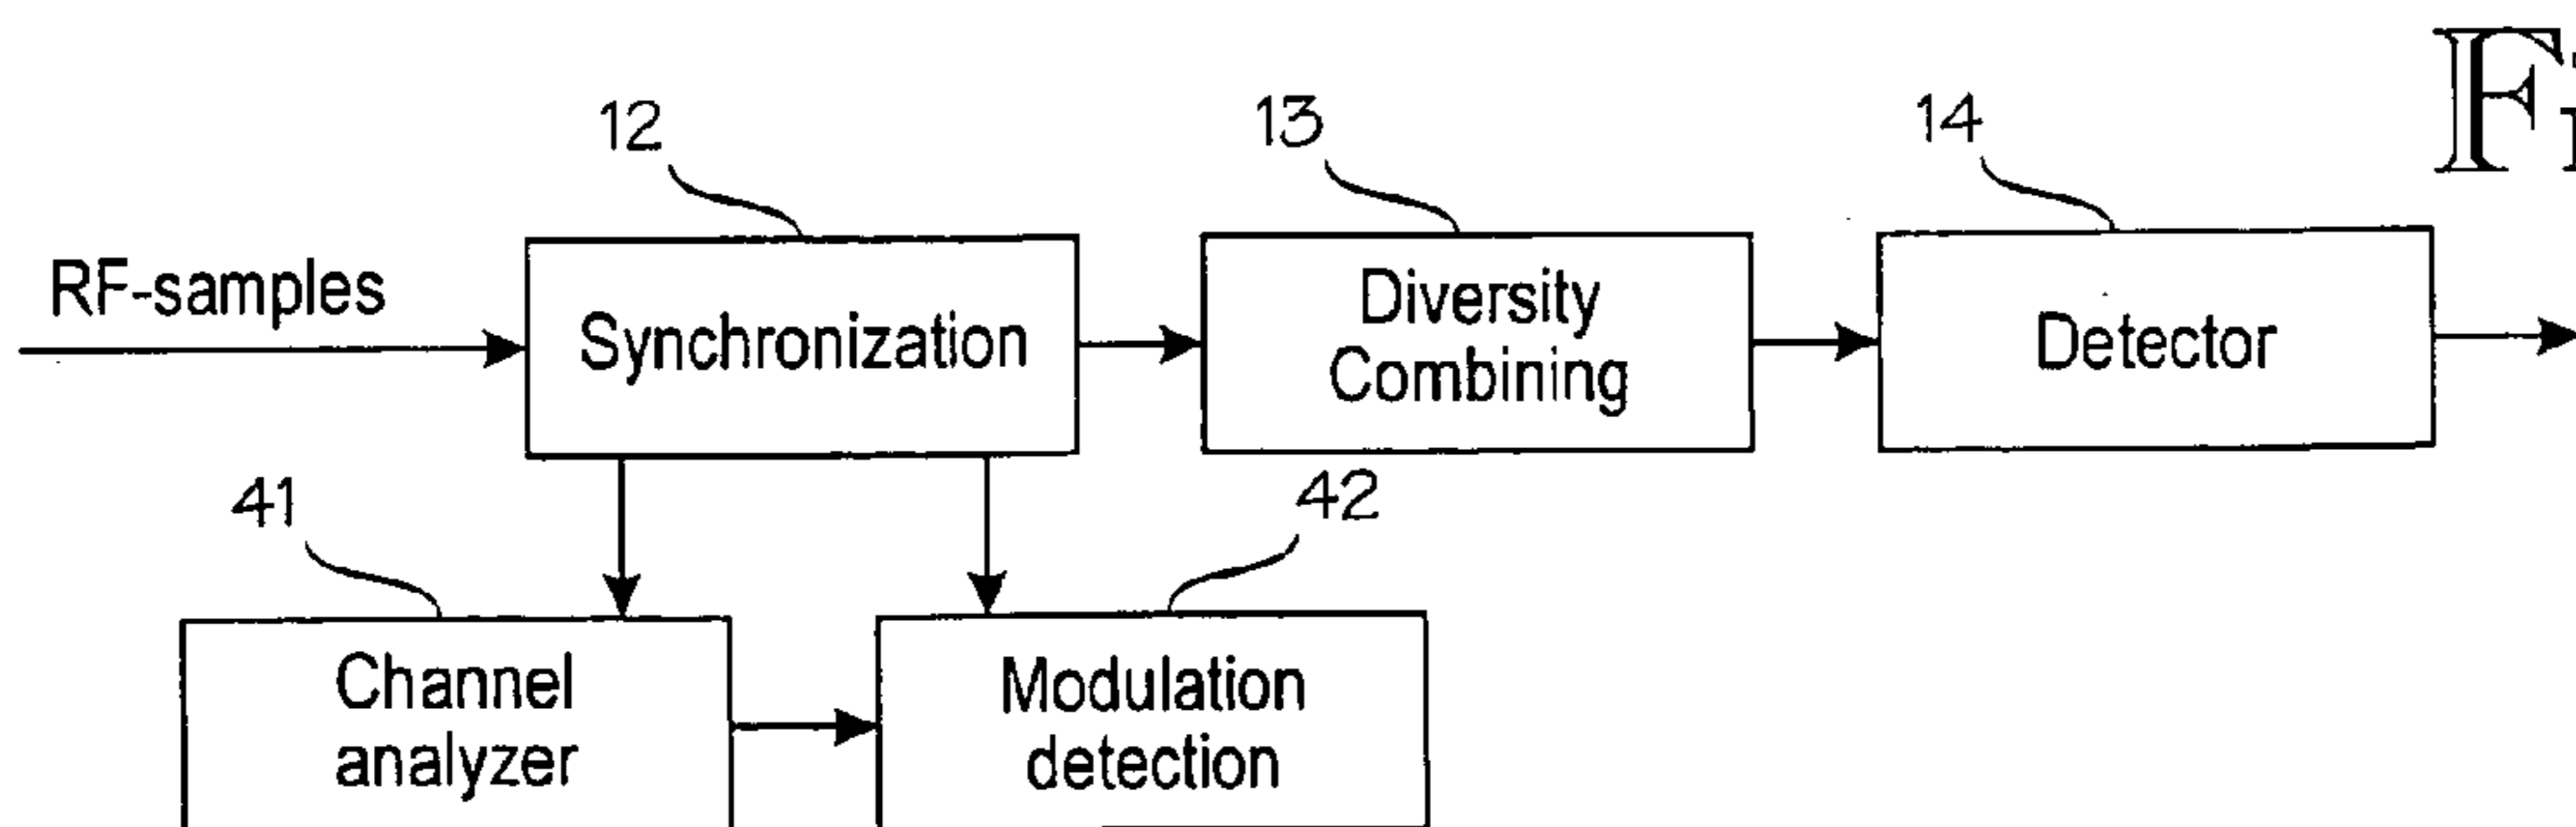 12
13
14
RF-samples
Synchronization
Diversity
Combining
Detector
41
42
Channel
analyzer
Modulation
detection